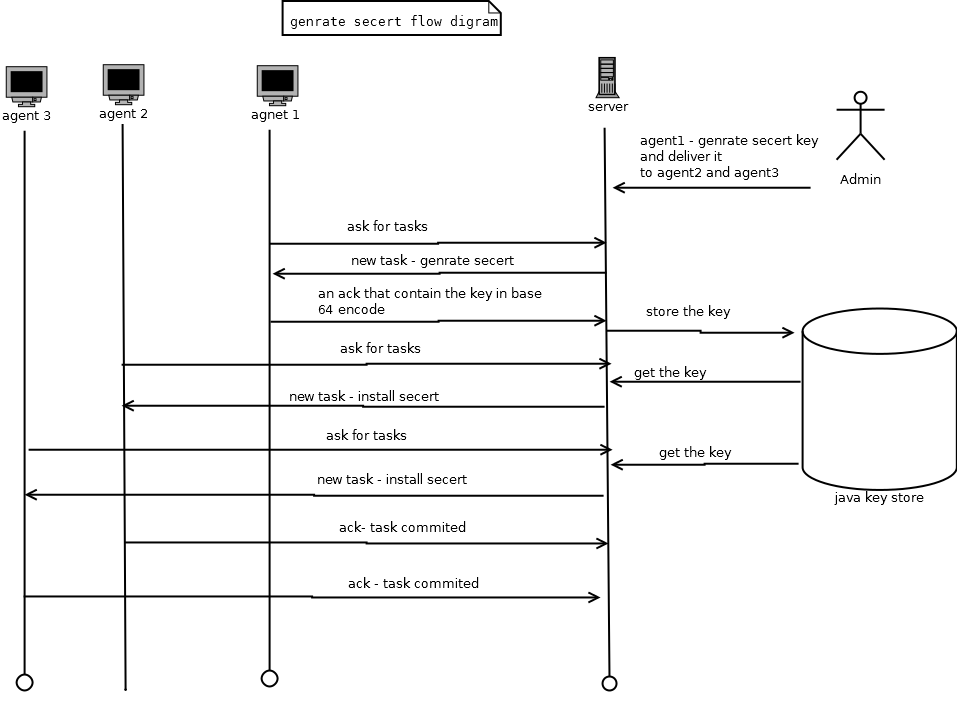 genrate secert flow digram
agent 3
agent 2
agnet 1
server
Admin
agent1 - genrate secert key
and deliver it
to agent2 and agent3
ask for tasks
new task - genrate secert
an ack that contain the key in base
64 encode
store the key
ask for tasks
get the key
new task - install secert
ask for tasks
get the key
new task - install secert
java key store
ack- task commited
ack - task commited